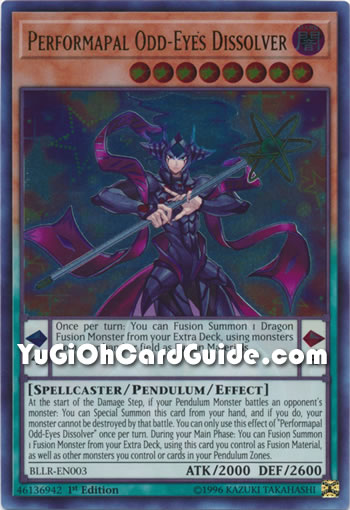 PERFORMAPAL ODD-EYES DISSOLVER
闇
Once per turn: You can Fusion Summon 1 Dragon
Fusion Monster from your Extra Deck, using monsters
field as
YuGiOhCardGuide.com
[SPELLCASTER/PENDULUM/EFFECT]
At the start of the Damage Step, if your Pendulum Monster battles an opponent's
monster: You can Special Summon this card from your hand, and if you do, your
monster cannot be destroyed by that battle. You can only use this effect of "Performapal
Odd-Eyes Dissolver" once per turn. During your Main Phase: You can Fusion Summon
1 Fusion Monster from your Extra Deck, using this card you control as Fusion Material,
as well as other monsters you control or cards in your Pendulum Zones.
BLLR-EN003 ATK/2000 DEF/2600
46136942 1st Edition ©1996 KAZUKI TAKAHASHI